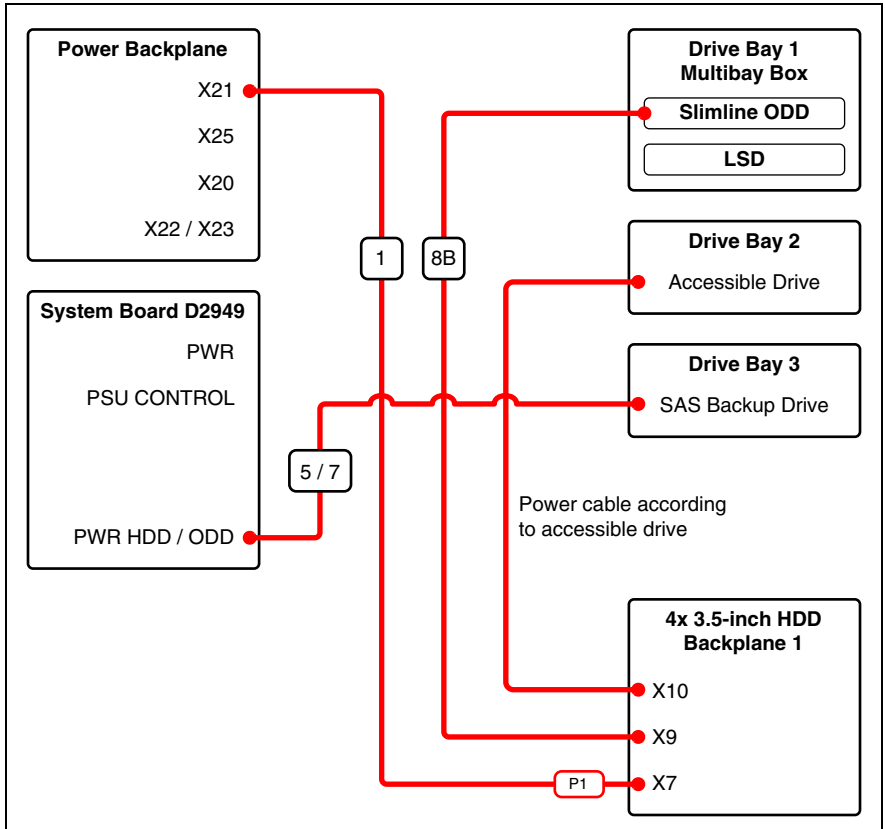 Power Backplane
X21
X25
X20
X22 / X23
System Board D2949
PWR
PSU CONTROL
PWR HDD / ODD
1
8B
5 / 7
Drive Bay 1
Multibay Box
Slimline ODD
LSD
Drive Bay 2
Accessible Drive
Drive Bay 3
SAS Backup Drive
Power cable according
to accessible drive
4x 3.5-inch HDD
Backplane 1
X10
X9
P1
X7